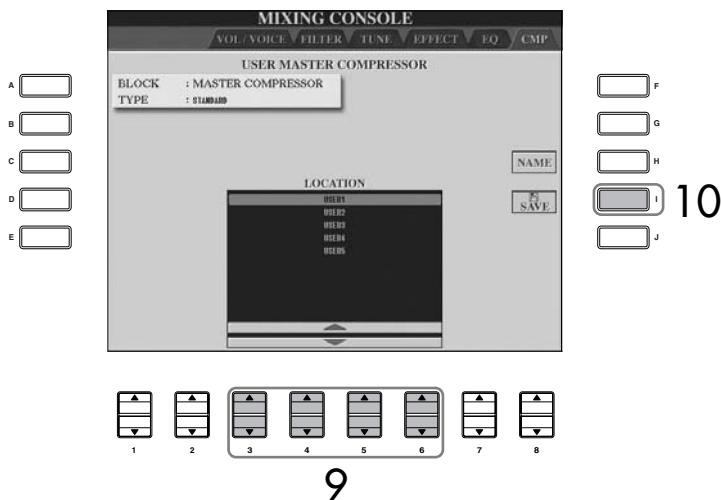 MIXING CONSOLE
VOL / VOICE FILTER TUNE EFFECT EQ CMP
USER MASTER COMPRESSOR
BLOCK : MASTER COMPRESSOR
TYPE : STANDARD
A
B
C
D
E
F
G
H
I
J
NAME
SAVE
10
LOCATION
USER1
USER2
USER3
USER4
USER5
1 2 3 4 5 6 7 8
9